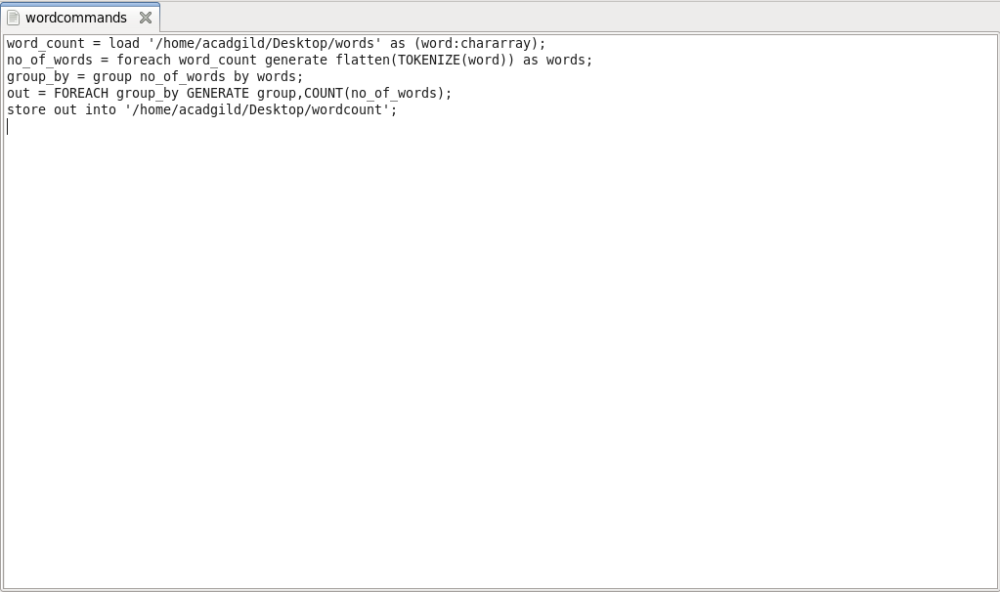 wordcommands
word_count = load '/home/acadgild/Desktop/words' as (word:chararray);
no_of_words = foreach word_count generate flatten(TOKENIZE(word)) as words;
group_by = group no_of_words by words;
out = FOREACH group_by GENERATE group,COUNT(no_of_words);
store out into '/home/acadgild/Desktop/wordcount';